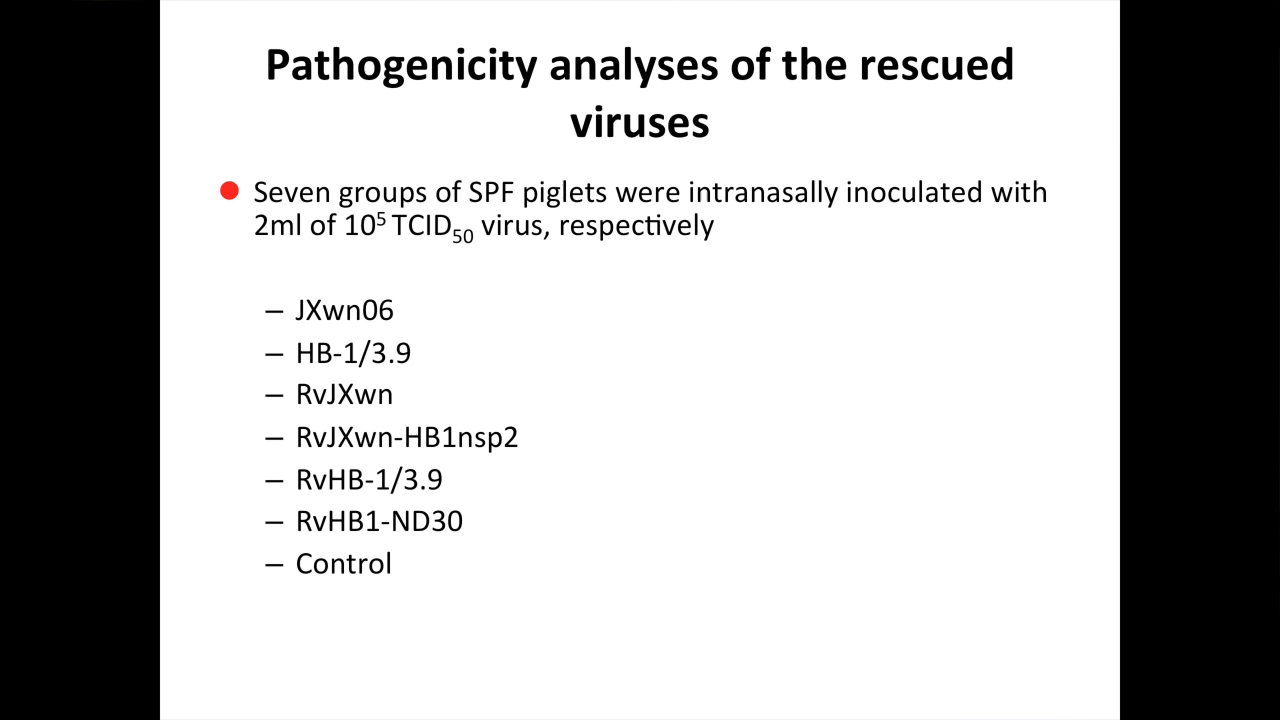 Pathogenicity analyses of the rescued
viruses
Seven groups of SPF piglets were intranasally inoculated with
2ml of 10⁵ TCID₅₀ virus, respectively
– JXwn06
– HB-1/3.9
– RvJXwn
– RvJXwn-HB1nsp2
– RvHB-1/3.9
– RvHB1-ND30
– Control